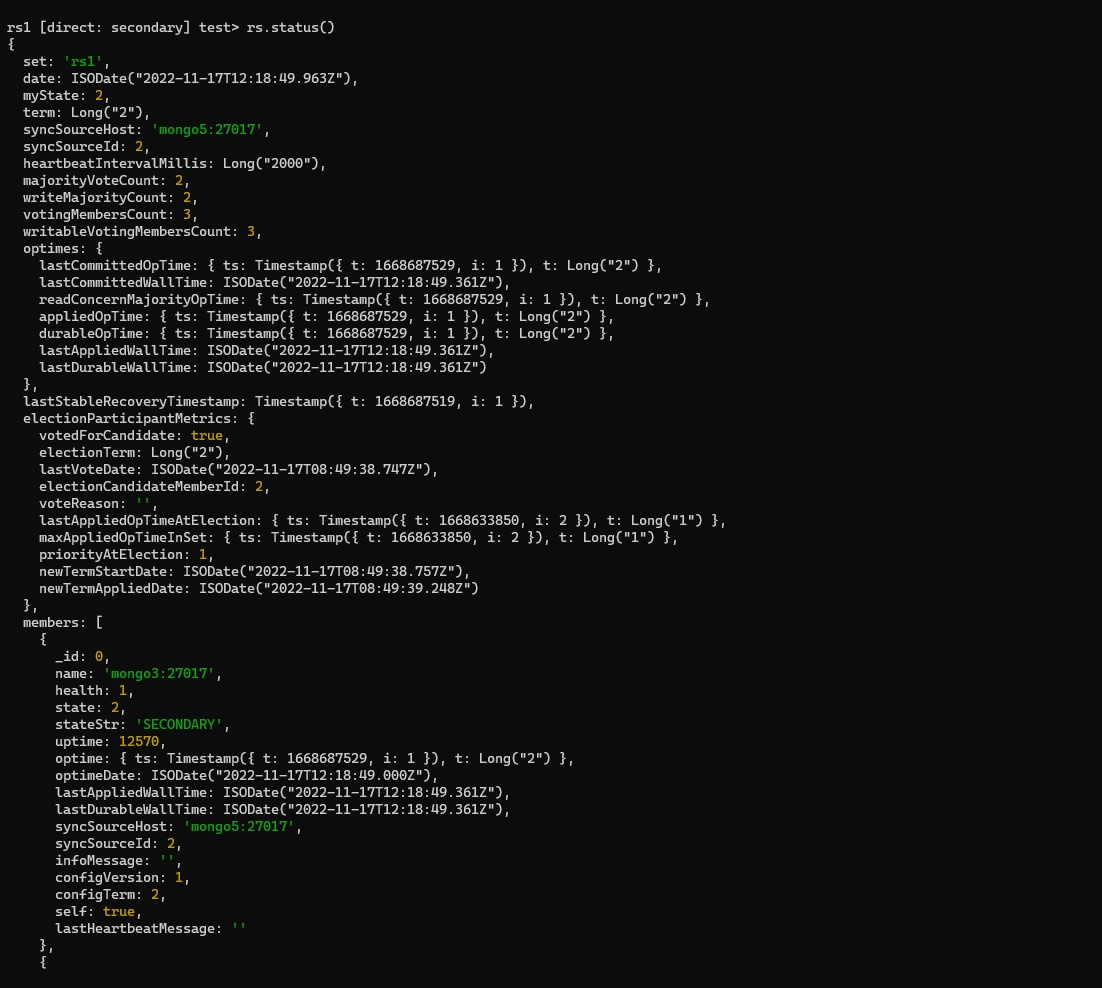 rs1 [direct: secondary] test> rs.status()
{
  set: 'rs1',
  date: ISODate("2022-11-17T12:18:49.963Z"),
  myState: 2,
  term: Long("2"),
  syncSourceHost: 'mongo5:27017',
  syncSourceId: 2,
  heartbeatIntervalMillis: Long("2000"),
  majorityVoteCount: 2,
  writeMajorityCount: 2,
  votingMembersCount: 3,
  writableVotingMembersCount: 3,
  optimes: {
    lastCommittedOpTime: { ts: Timestamp({ t: 1668687529, i: 1 }), t: Long("2") },
    lastCommittedWallTime: ISODate("2022-11-17T12:18:49.361Z"),
    readConcernMajorityOpTime: { ts: Timestamp({ t: 1668687529, i: 1 }), t: Long("2") },
    appliedOpTime: { ts: Timestamp({ t: 1668687529, i: 1 }), t: Long("2") },
    durableOpTime: { ts: Timestamp({ t: 1668687529, i: 1 }), t: Long("2") },
    lastAppliedWallTime: ISODate("2022-11-17T12:18:49.361Z"),
    lastDurableWallTime: ISODate("2022-11-17T12:18:49.361Z")
  },
  lastStableRecoveryTimestamp: Timestamp({ t: 1668687519, i: 1 }),
  electionParticipantMetrics: {
    votedForCandidate: true,
    electionTerm: Long("2"),
    lastVoteDate: ISODate("2022-11-17T08:49:38.747Z"),
    electionCandidateMemberId: 2,
    voteReason: '',
    lastAppliedOpTimeAtElection: { ts: Timestamp({ t: 1668633850, i: 2 }), t: Long("1") },
    maxAppliedOpTimeInSet: { ts: Timestamp({ t: 1668633850, i: 2 }), t: Long("1") },
    priorityAtElection: 1,
    newTermStartDate: ISODate("2022-11-17T08:49:38.757Z"),
    newTermAppliedDate: ISODate("2022-11-17T08:49:39.248Z")
  },
  members: [
    {
      _id: 0,
      name: 'mongo3:27017',
      health: 1,
      state: 2,
      stateStr: 'SECONDARY',
      uptime: 12570,
      optime: { ts: Timestamp({ t: 1668687529, i: 1 }), t: Long("2") },
      optimeDate: ISODate("2022-11-17T12:18:49.000Z"),
      lastAppliedWallTime: ISODate("2022-11-17T12:18:49.361Z"),
      lastDurableWallTime: ISODate("2022-11-17T12:18:49.361Z"),
      syncSourceHost: 'mongo5:27017',
      syncSourceId: 2,
      infoMessage: '',
      configVersion: 1,
      configTerm: 2,
      self: true,
      lastHeartbeatMessage: ''
    },
    {